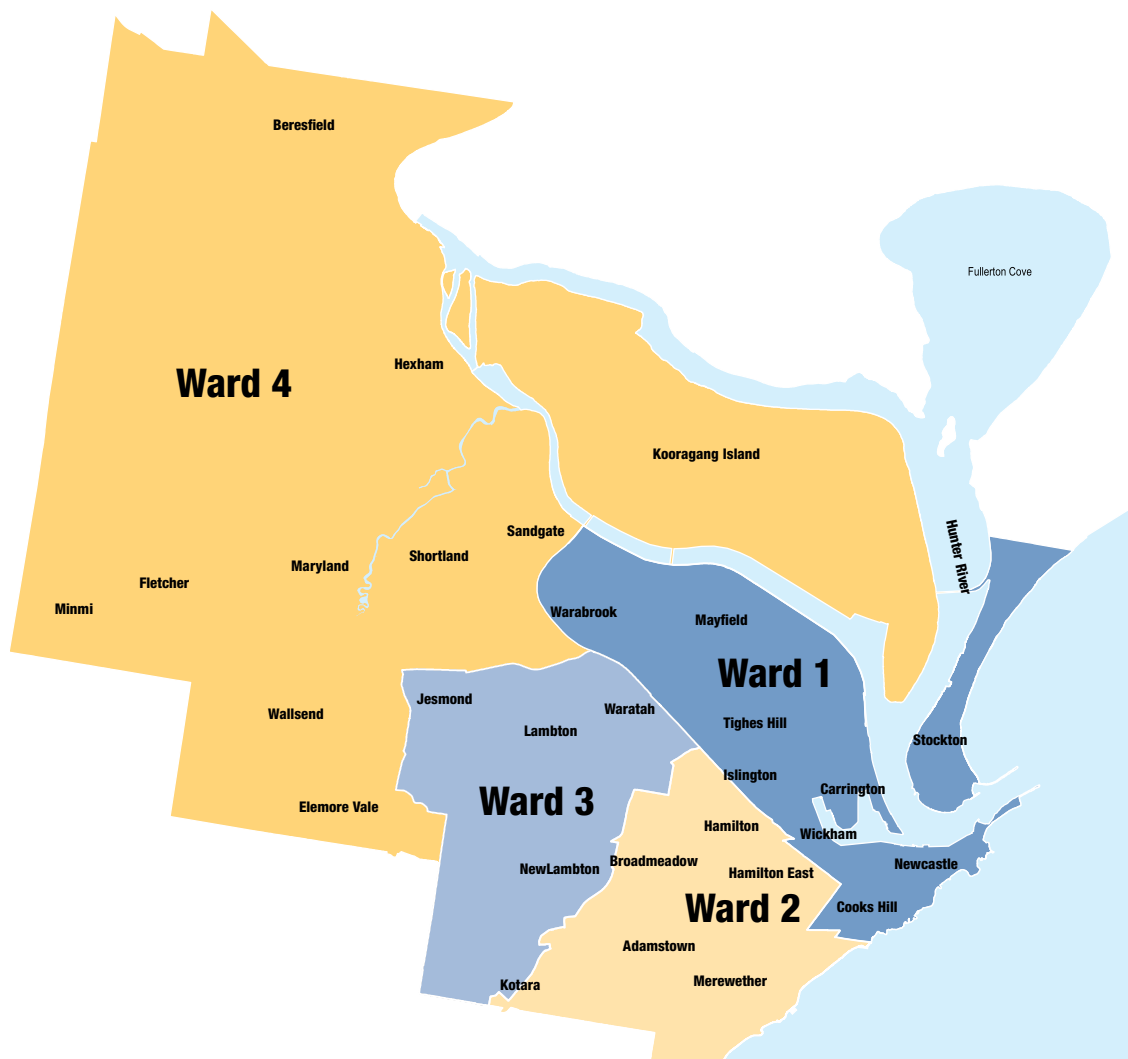 Beresfield
Fullerton Cove
Hexham
Ward 4
Kooragang Island
Hunter River
Sandgate
Shortland
Maryland
Fletcher
Minmi
Warabrook
Mayfield
Ward 1
Jesmond
Waratah
Wallsend
Lambton
Tighes Hill
Stockton
Islington
Carrington
Ward 3
Elemore Vale
Hamilton
Wickham
Broadmeadow
Newcastle
NewLambton
Hamilton East
Ward 2
Cooks Hill
Adamstown
Merewether
Kotara